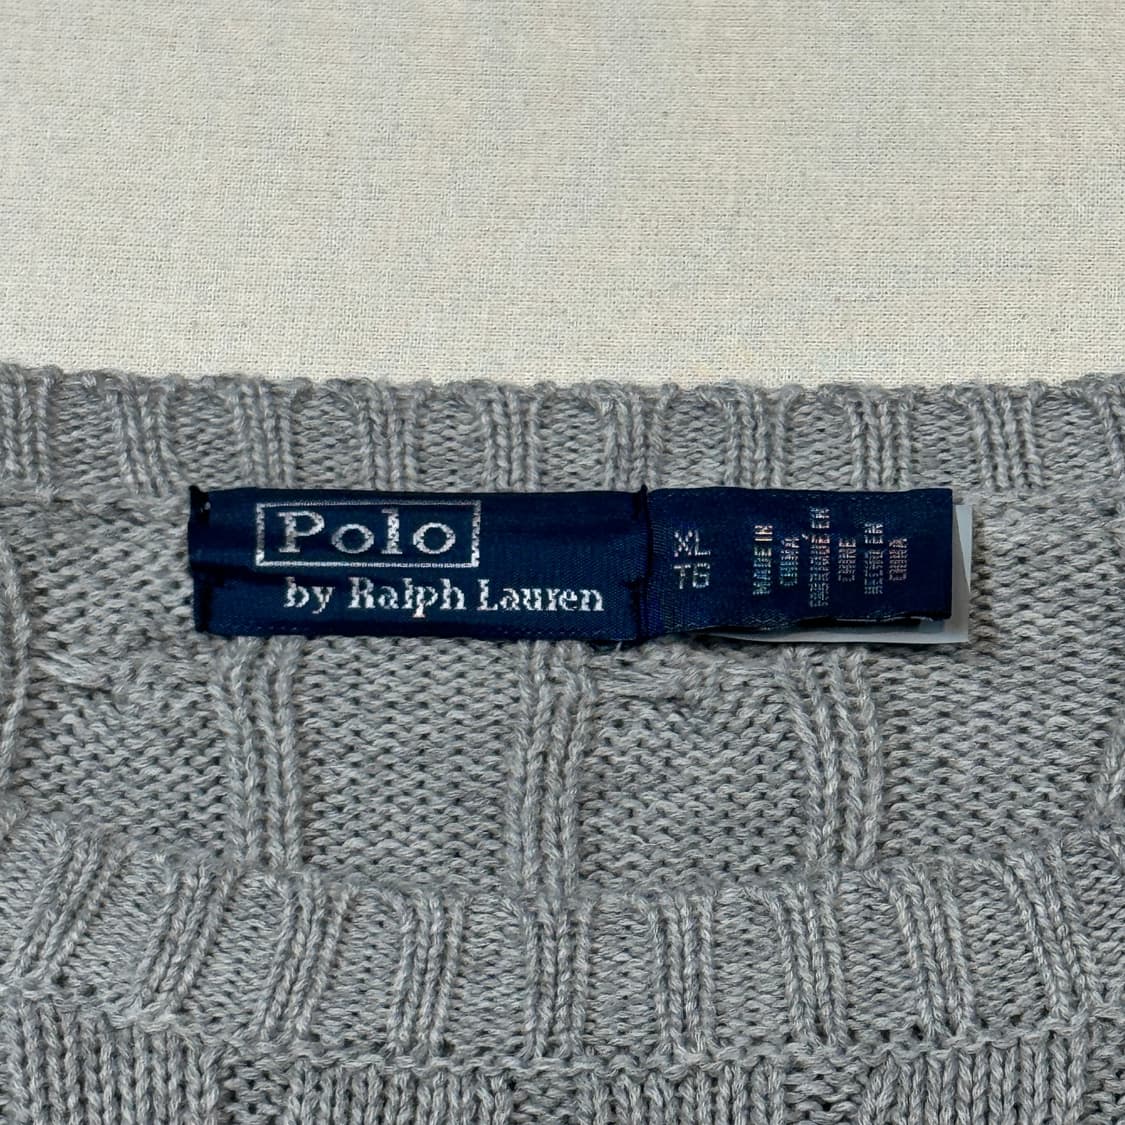 Polo
by Ralph Lauren
XL
TG
MADE IN
CHINA
FABRIQUÉ EN
CHINE
HECHO EN
CHINA